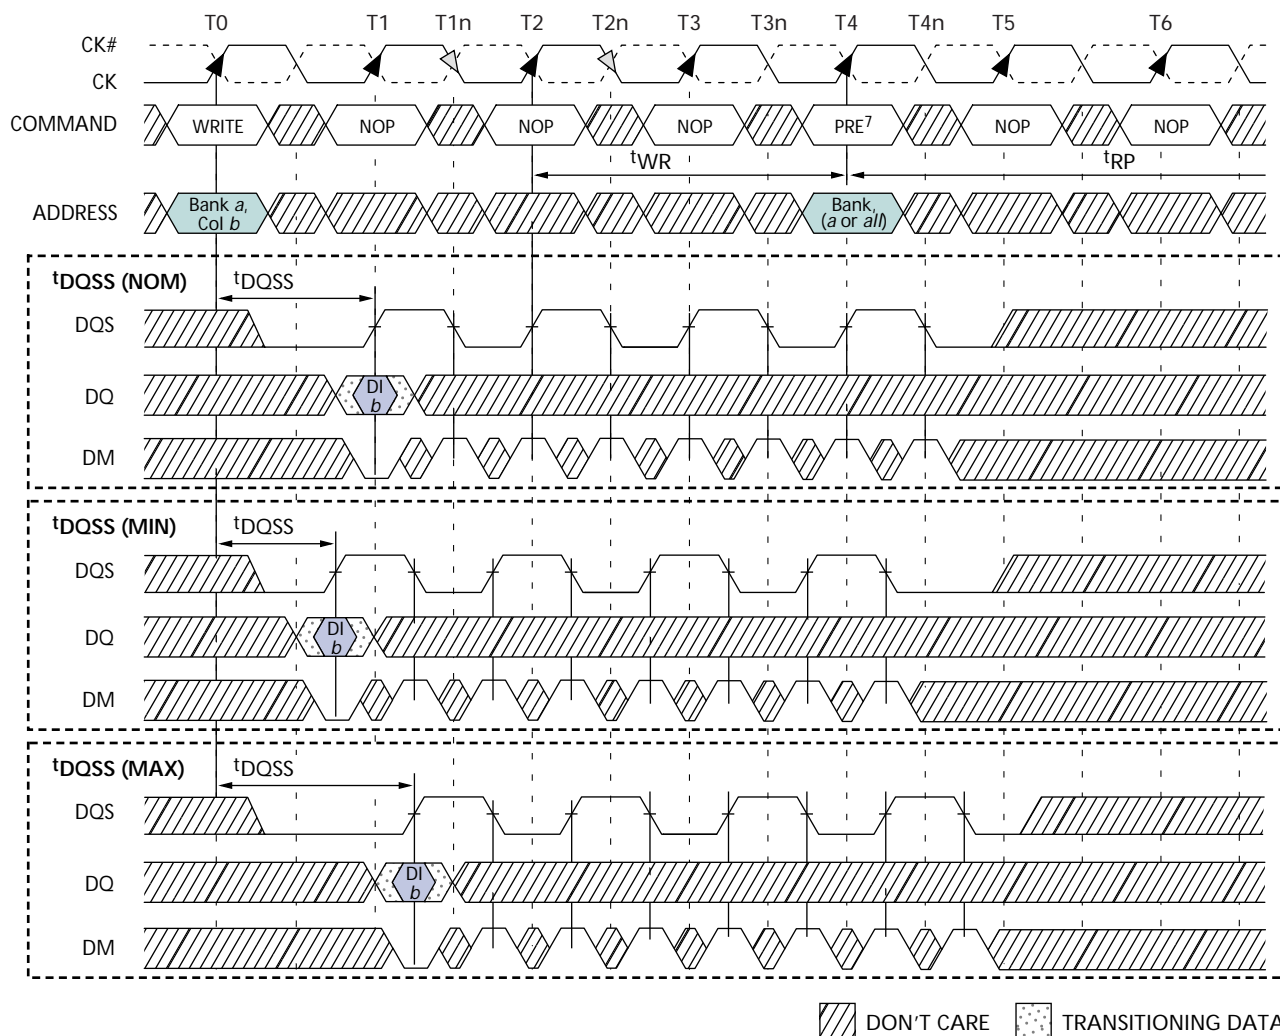 T0 T1 T1n T2 T2n T3 T3n T4 T4n T5 T6
CK#
CK
COMMAND WRITE NOP NOP NOP PRE7 NOP NOP
tWR tRP
ADDRESS Bank a, Col b Bank, (a or all)
tDQSS (NOM) tDQSS
DQS
DQ DI b
DM
tDQSS (MIN) tDQSS
DQS
DQ DI b
DM
tDQSS (MAX) tDQSS
DQS
DQ DI b
DM
DON'T CARE TRANSITIONING DATA